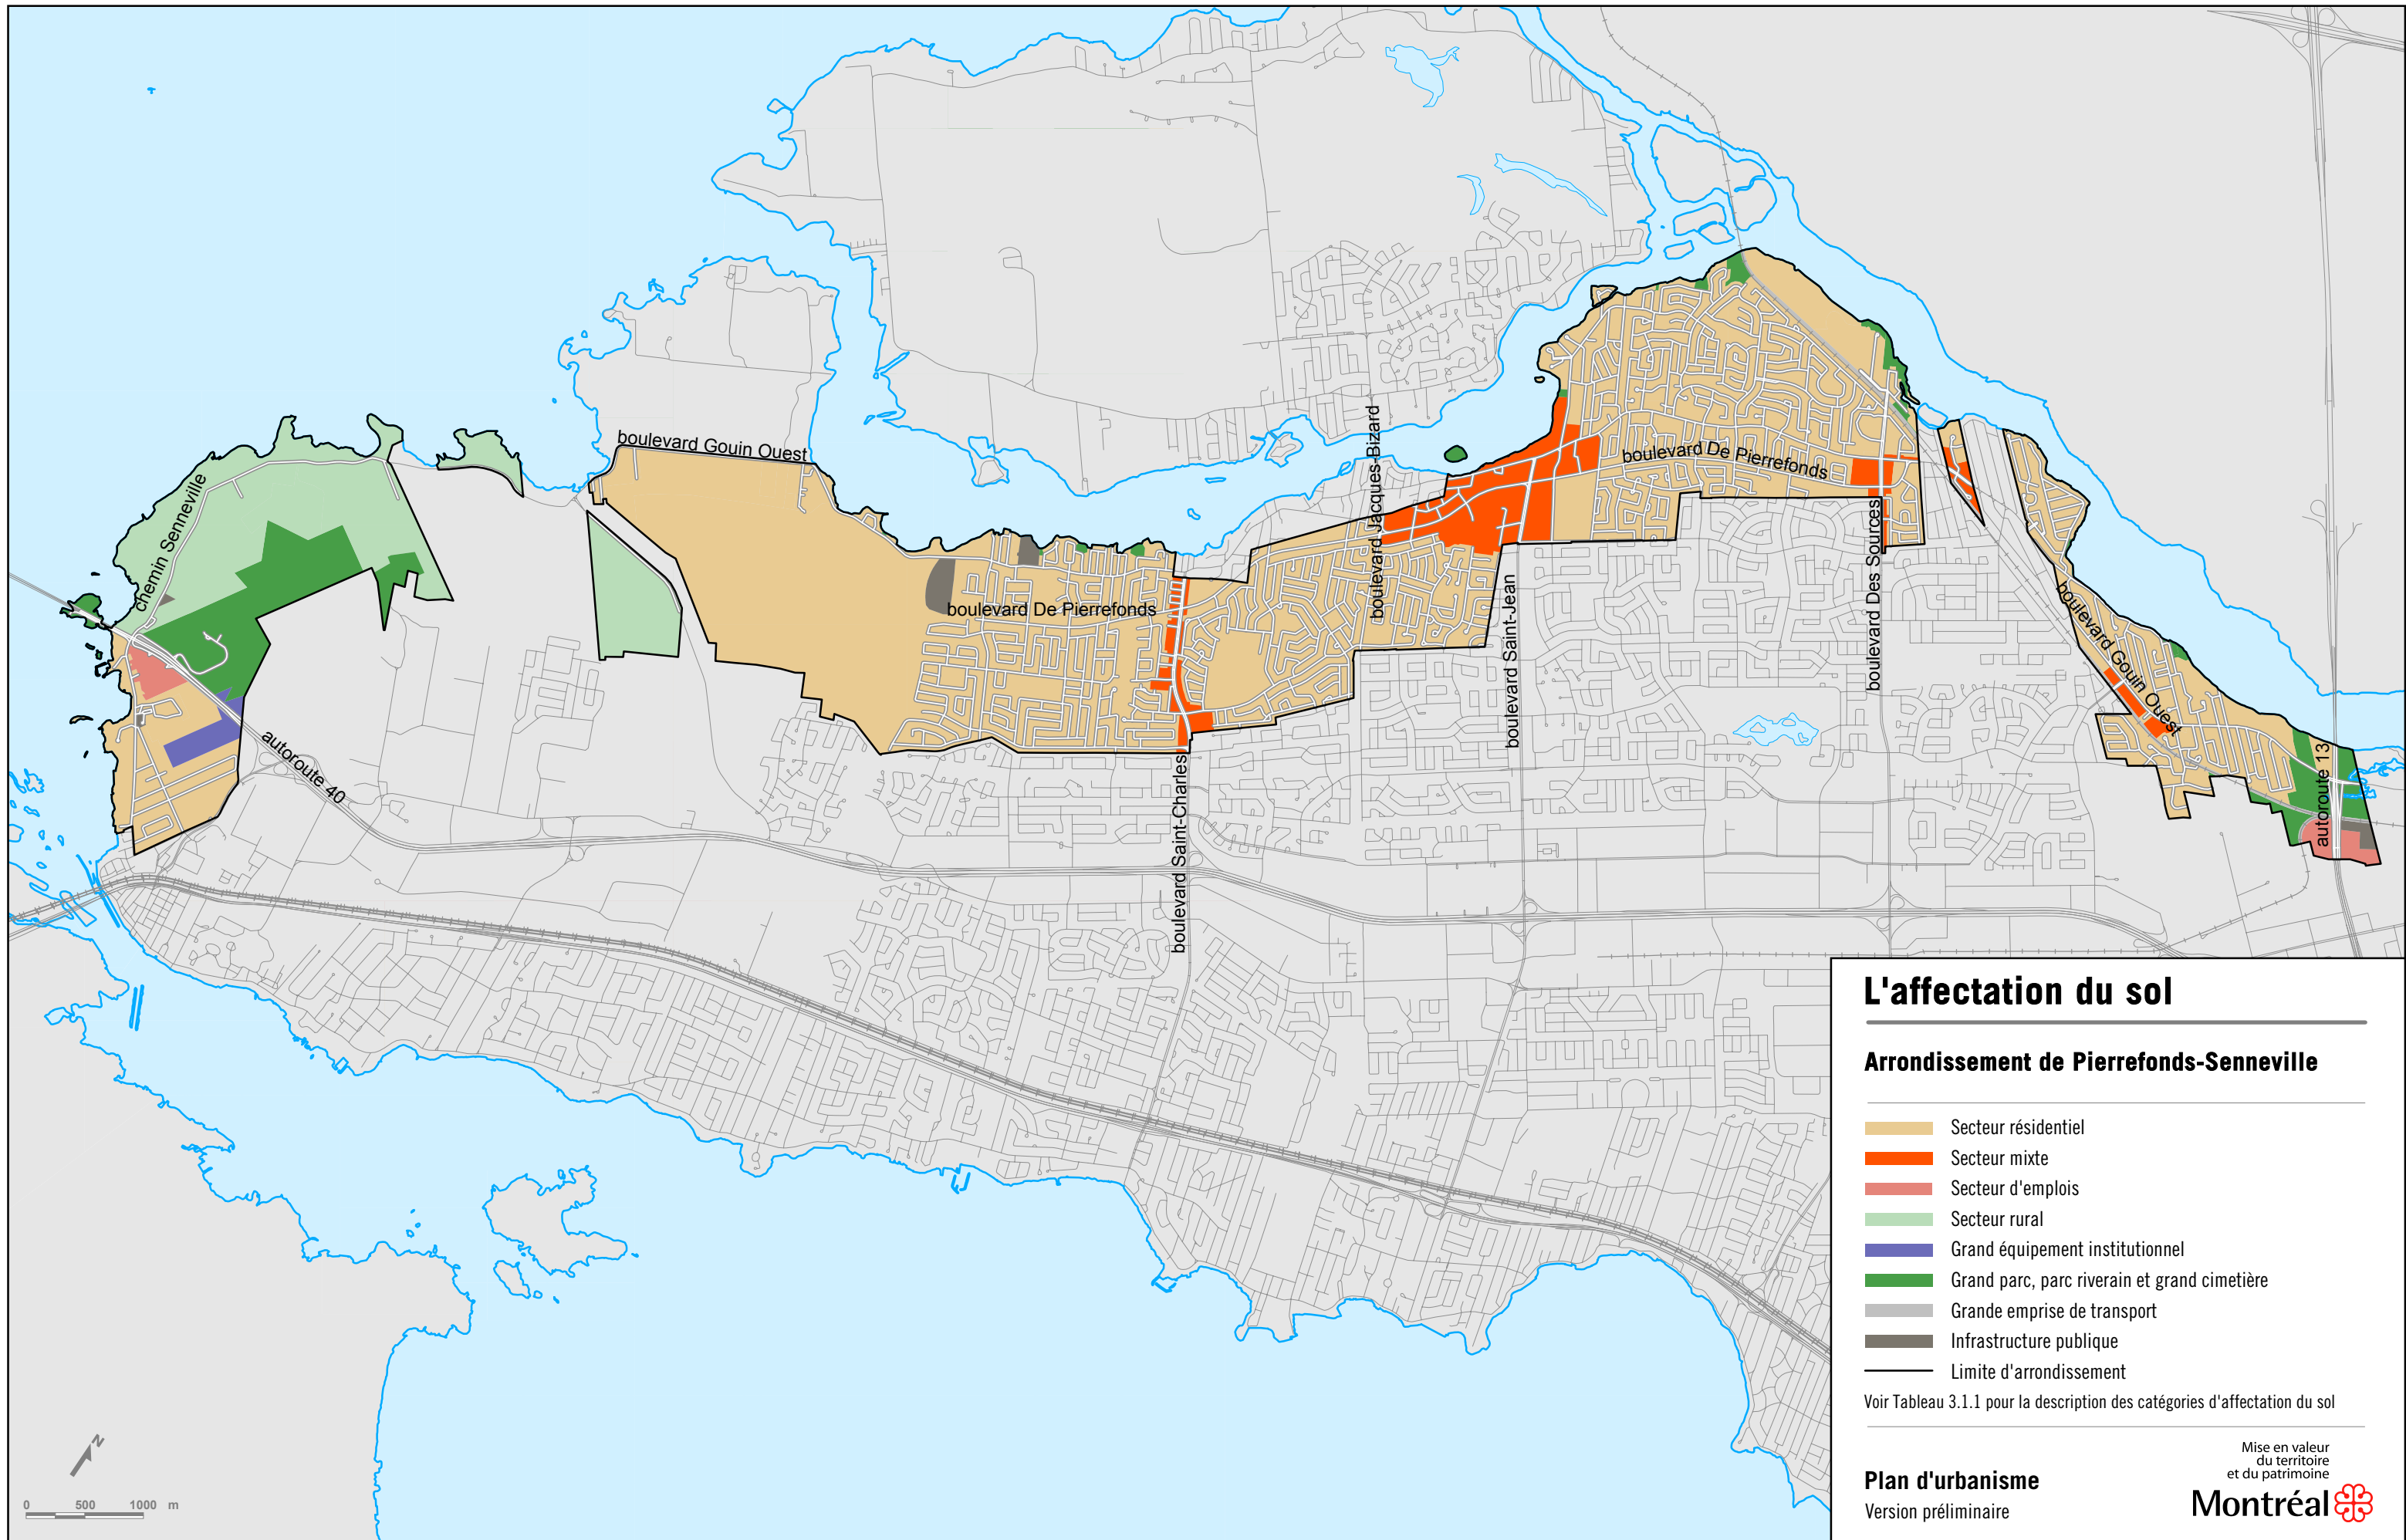 boulevard Gouin Ouest
boulevard Jacques-Bizard
boulevard De Pierrefonds
chemin Senneville
boulevard De Pierrefonds
boulevard Saint-Jean
boulevard Des Sources
boulevard Gouin Ouest
autoroute 40
autoroute 13
boulevard Saint-Charles
L'affectation du sol
Arrondissement de Pierrefonds-Senneville
Secteur résidentiel
Secteur mixte
Secteur d'emplois
Secteur rural
Grand équipement institutionnel
Grand parc, parc riverain et grand cimetière
Grande emprise de transport
Infrastructure publique
Limite d'arrondissement
Voir Tableau 3.1.1 pour la description des catégories d'affectation du sol
Plan d'urbanisme
Version préliminaire
Mise en valeur
du territoire
et du patrimoine
Montréal
N
0 500 1000 m